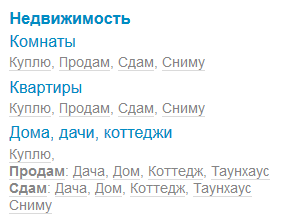 Недвижимость
Комнаты
Куплю, Продам, Сдам, Сниму
Квартиры
Куплю, Продам, Сдам, Сниму
Дома, дачи, коттеджи
Куплю,
Продам: Дача, Дом, Коттедж, Таунхаус
Сдам: Дача, Дом, Коттедж, Таунхаус
Сниму